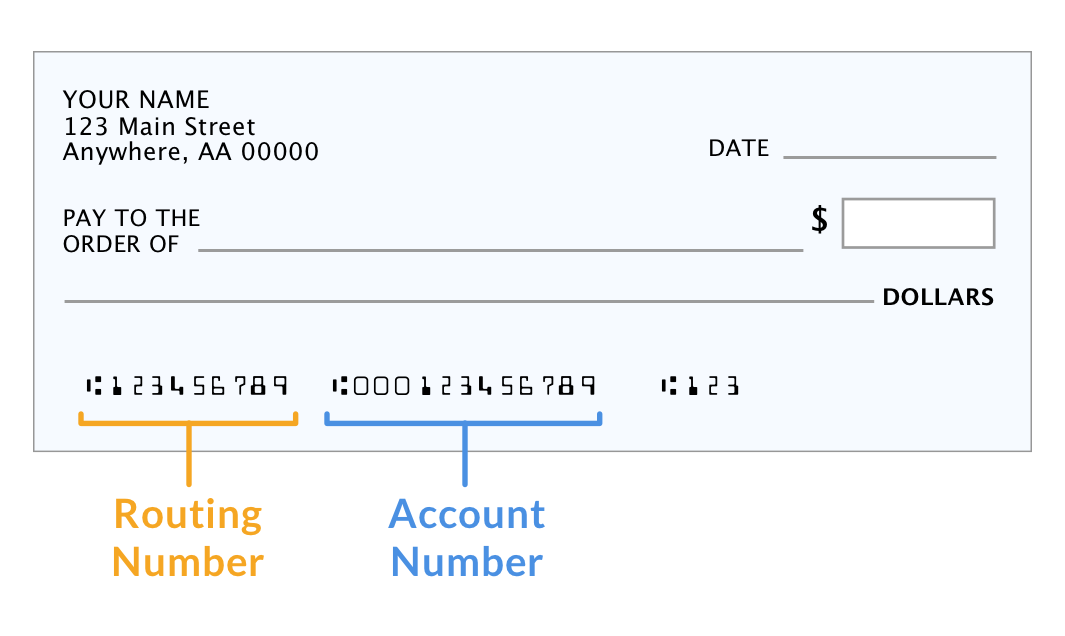 YOUR NAME
123 Main Street
Anywhere, AA 00000
DATE
PAY TO THE
ORDER OF
$
DOLLARS
⑆123456789 ⑆000123456789 ⑆123
Routing
Number
Account
Number